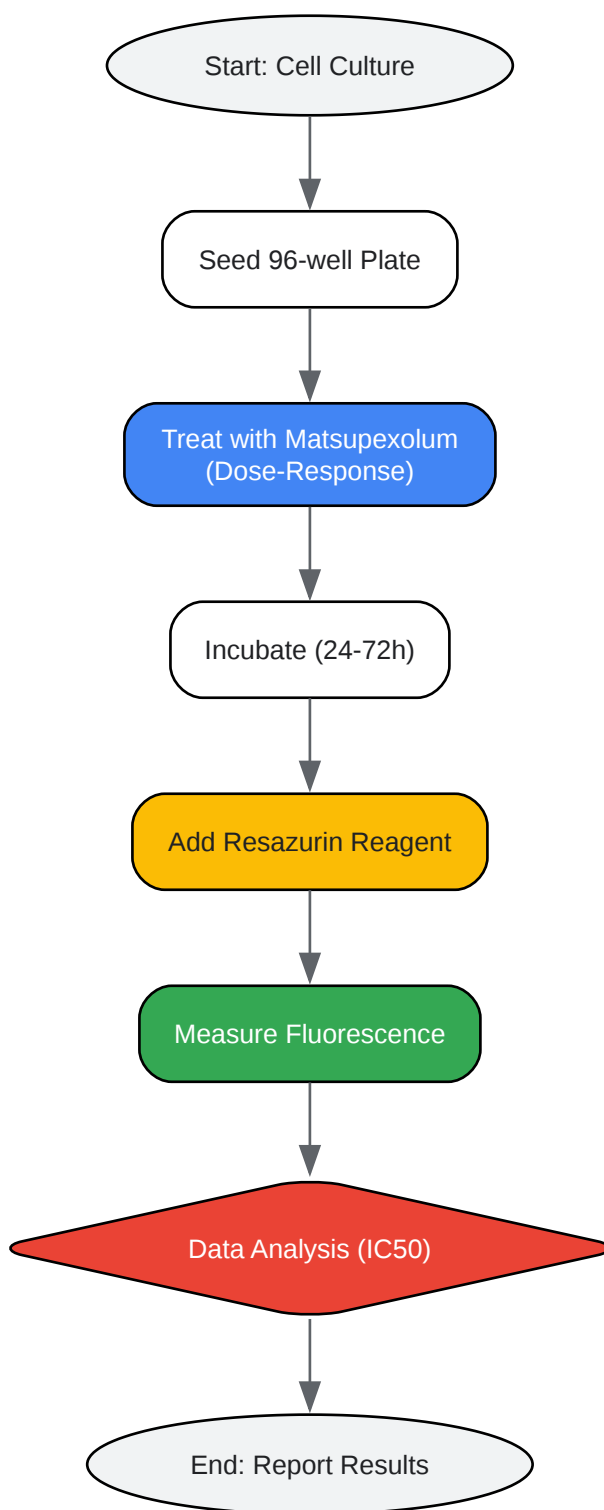 Start: Cell Culture
Seed 96-well Plate
Treat with Matsupexolum
(Dose-Response)
Incubate (24-72h)
Add Resazurin Reagent
Measure Fluorescence
Data Analysis (IC50)
End: Report Results